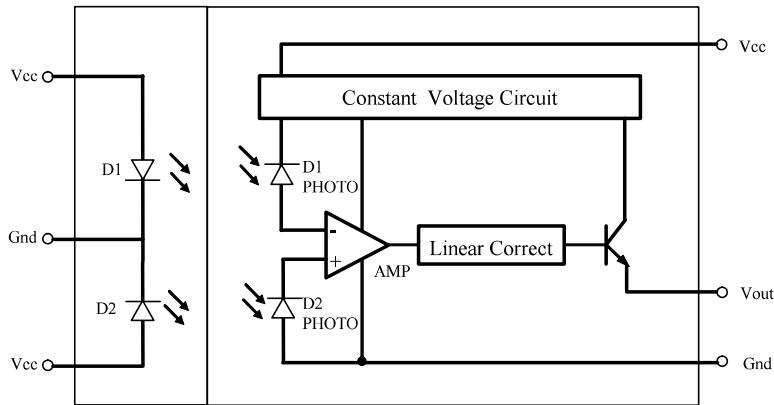 Vcc
D1
Gnd
D2
Vcc
Vcc
Constant Voltage Circuit
D1
PHOTO
-
+
AMP
Linear Correct
D2
PHOTO
Vout
Gnd